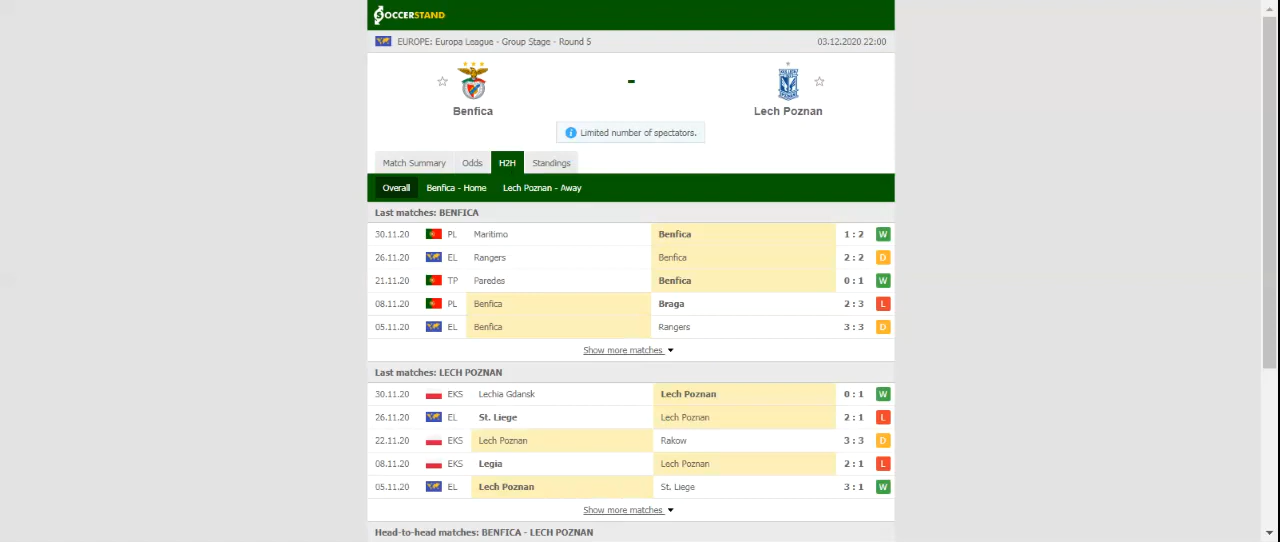 SOCCERSTAND
EUROPE: Europa League - Group Stage - Round 5 03.12.2020 22:00
-
Benfica Lech Poznan
Limited number of spectators.
Match Summary Odds H2H Standings
Overall Benfica - Home Lech Poznan - Away
Last matches: BENFICA
30.11.20 PL Maritimo Benfica 1 : 2 W
26.11.20 EL Rangers Benfica 2 : 2 D
21.11.20 TP Paredes Benfica 0 : 1 W
08.11.20 PL Benfica Braga 2 : 3 L
05.11.20 EL Benfica Rangers 3 : 3 D
Show more matches
Last matches: LECH POZNAN
30.11.20 EKS Lechia Gdansk Lech Poznan 0 : 1 W
26.11.20 EL St. Liege Lech Poznan 2 : 1 L
22.11.20 EKS Lech Poznan Rakow 3 : 3 D
08.11.20 EKS Legia Lech Poznan 2 : 1 L
05.11.20 EL Lech Poznan St. Liege 3 : 1 W
Show more matches
Head-to-head matches: BENFICA - LECH POZNAN